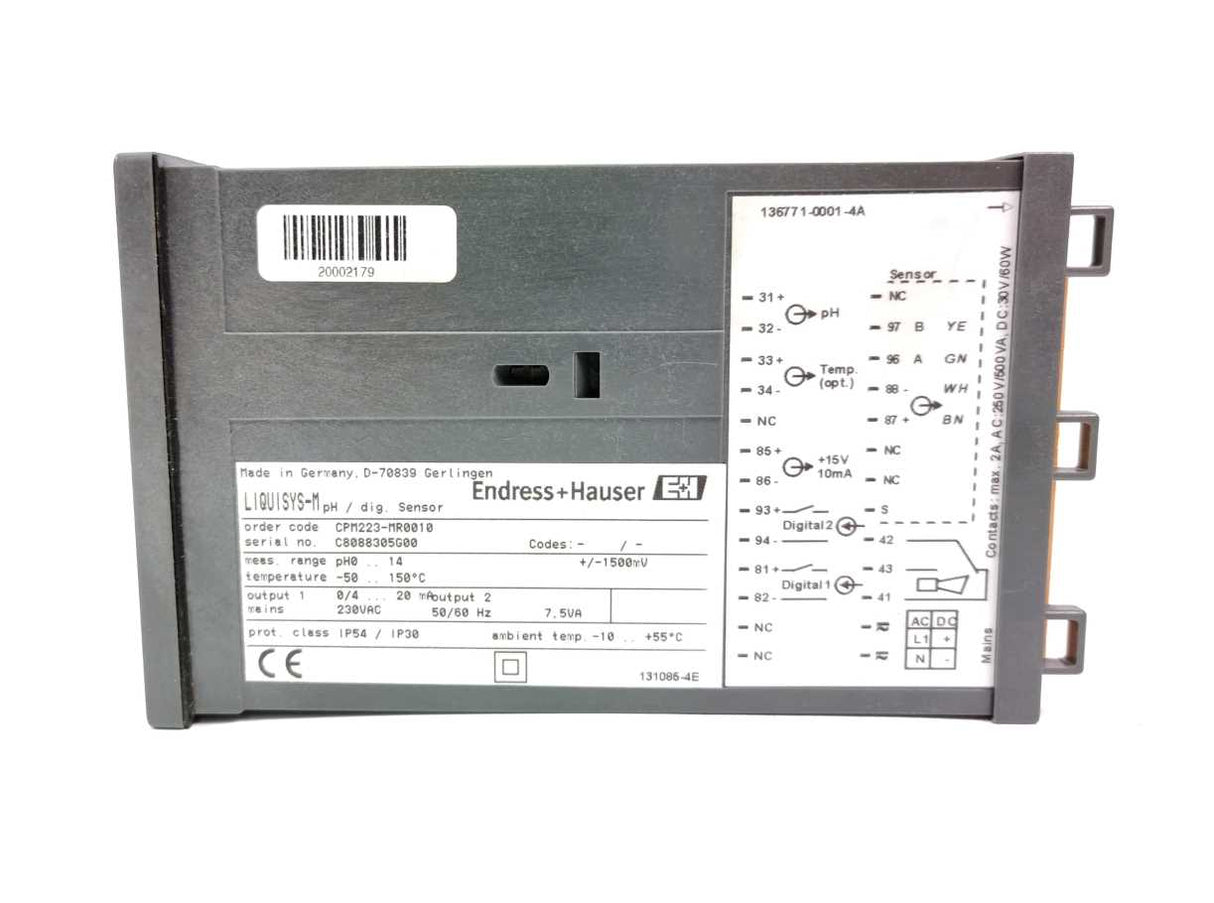 20002179
Made in Germany, D-70839 Gerlingen
LIQUISYS-M pH / dig. Sensor
Endress+Hauser E+H
order code CPM223-MR0010
serial no. C8088305G00 Codes: - / -
meas. range pH0 .. 14 +/-1500mV
temperature -50 .. 150°C
output 1 0/4 ... 20 mA output 2
mains 230VAC 50/60 Hz 7.5VA
prot. class IP54 / IP30 ambient temp. -10 .. +55°C
CE 131086-4E
136771-0001-4A
Sensor
31 + NC
pH
32 - 97 B YE
33 + 96 A GN
Temp.
(opt.)
34 - 88 - WH
NC 87 + BN
85 + NC
+15V
10mA
86 - NC
93 + S
Digital 2
94 - 42
81 + 43
Digital 1
82 - 41
NC AC DC
L1 +
NC N -
Mains
Contacts: max. 2A, AC:250V/500VA, DC:30V/60W